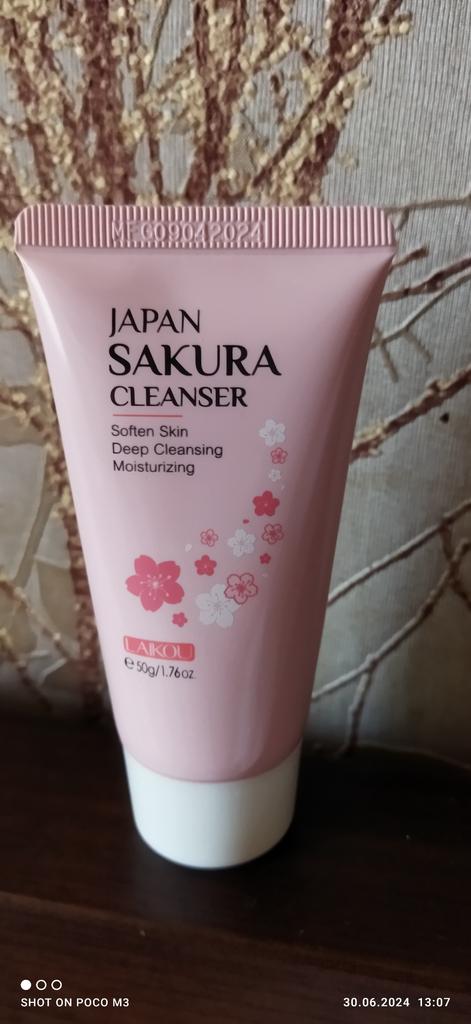 MFG09042024
JAPAN
SAKURA
CLEANSER
Soften Skin
Deep Cleansing
Moisturizing
LAIKOU
℮ 50g/1.76oz.
SHOT ON POCO M3
30.06.2024 13:07